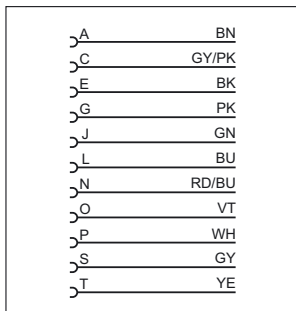 A BN
C GY/PK
E BK
G PK
J GN
L BU
N RD/BU
O VT
P WH
S GY
T YE